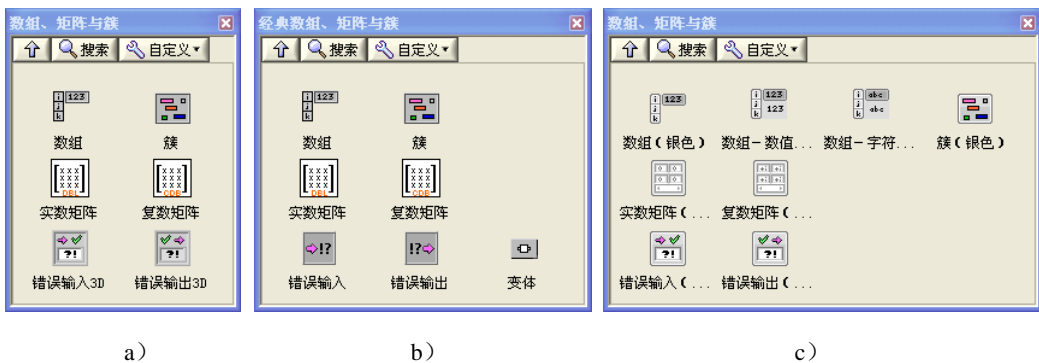 数组、矩阵与簇
搜索 自定义
123
i
j
k
数组 簇
DBL CDB
实数矩阵 复数矩阵
?! ?!
错误输入3D 错误输出3D
a）
经典数组、矩阵与簇
搜索 自定义
123
i
j
k
数组 簇
DBL CDB
实数矩阵 复数矩阵
!? !?
错误输入 错误输出 变体
b）
数组、矩阵与簇
搜索 自定义
123 123 abc
123 abc
i i i
j j j
k k k
数组(银色) 数组-数值... 数组-字符... 簇(银色)
实数矩阵(... 复数矩阵(...
?! ?!
错误输入(... 错误输出(...
c）